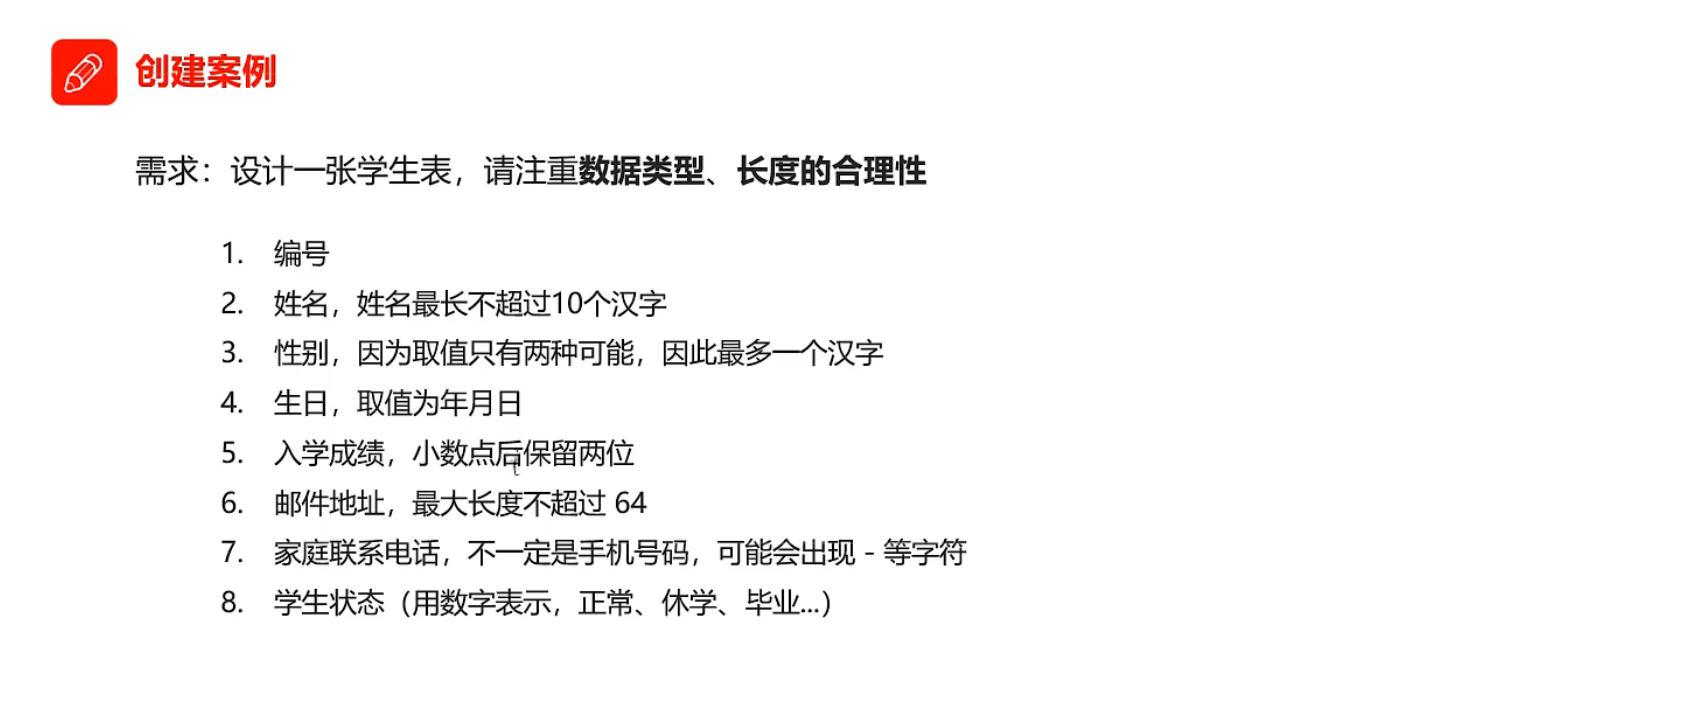 创建案例
需求：设计一张学生表，请注重数据类型、长度的合理性
1. 编号
2. 姓名，姓名最长不超过10个汉字
3. 性别，因为取值只有两种可能，因此最多一个汉字
4. 生日，取值为年月日
5. 入学成绩，小数点后保留两位
6. 邮件地址，最大长度不超过 64
7. 家庭联系电话，不一定是手机号码，可能会出现 - 等字符
8. 学生状态（用数字表示，正常、休学、毕业...）